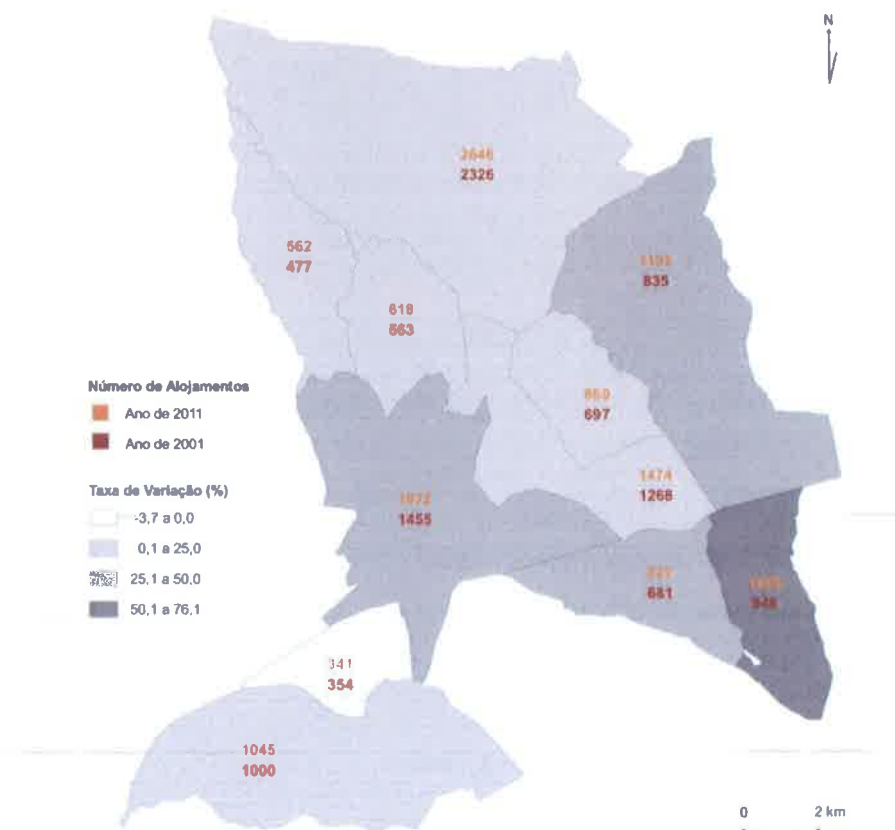 N
2326
835
562
477
618
563
Número de Alojamentos
Ano de 2011
Ano de 2001
697
1474
1268
1455
681
Taxa de Variação (%)
-3,7 a 0,0
0,1 a 25,0
25,1 a 50,0
50,1 a 76,1
341
354
1045
1000
0 2 km